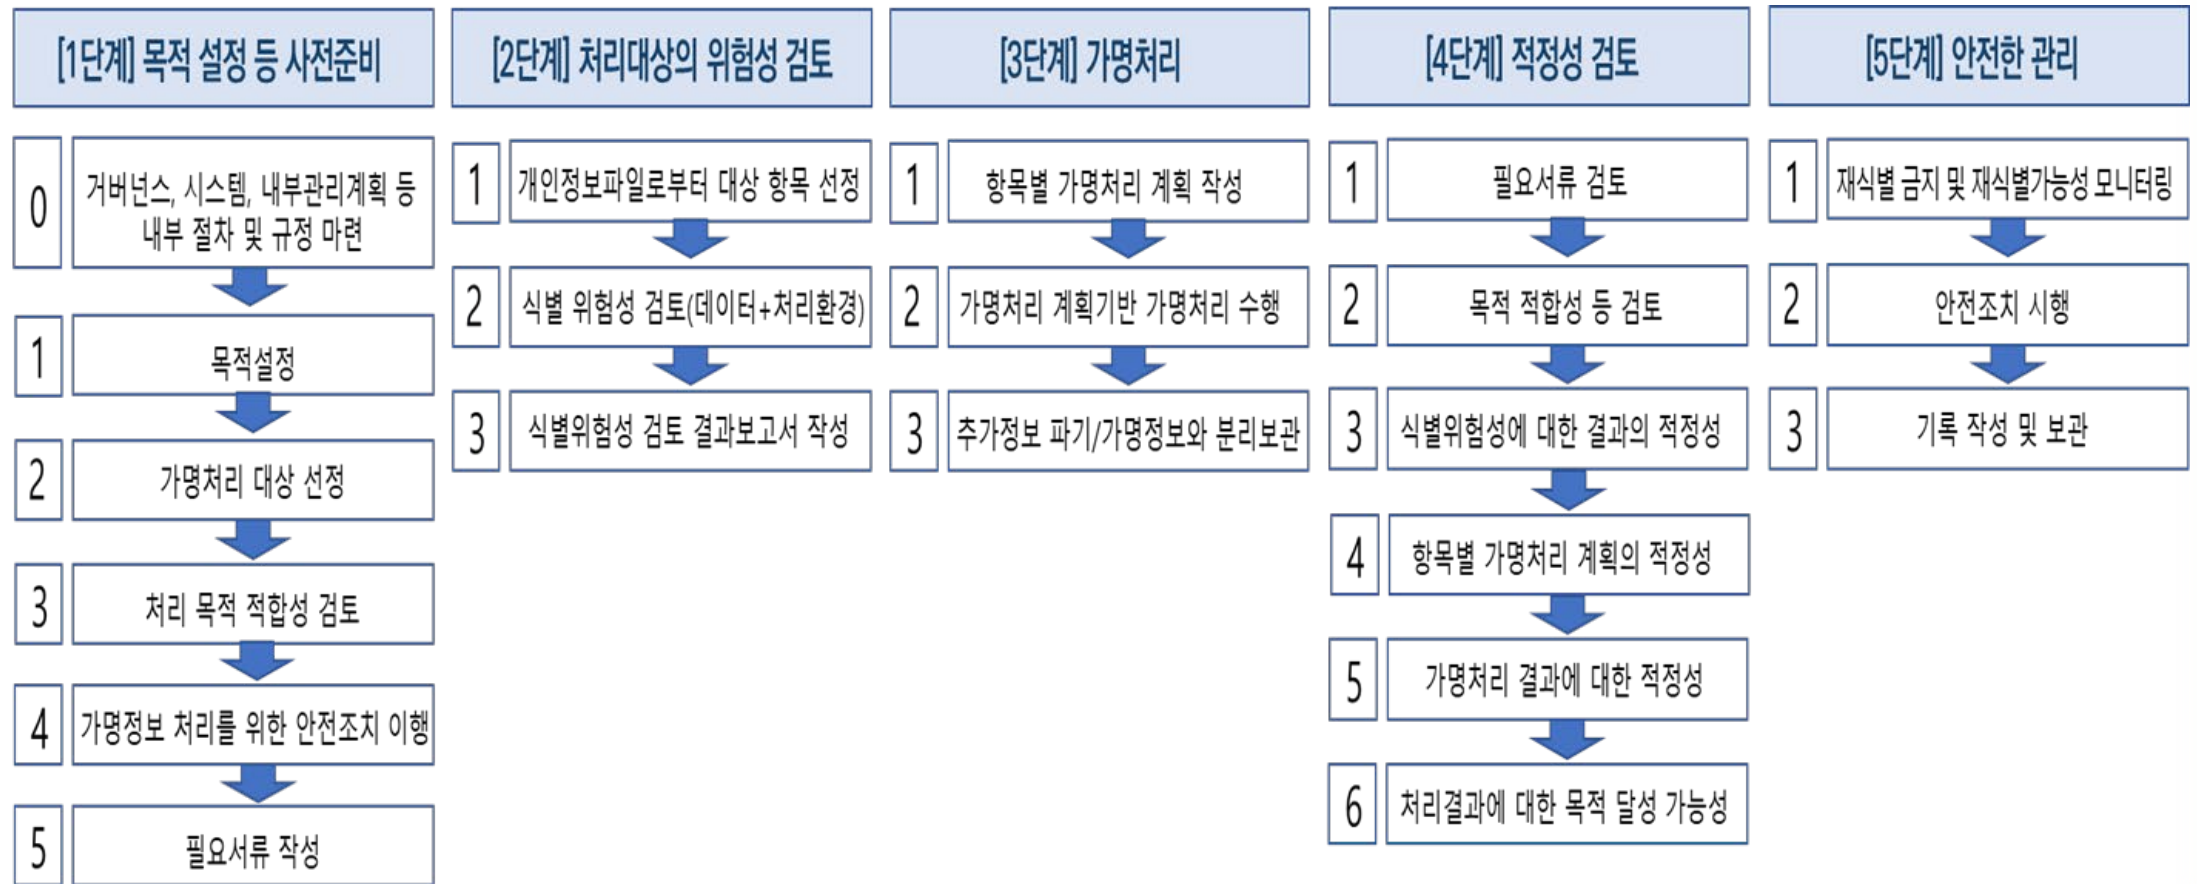 [1단계] 목적 설정 등 사전준비
0
거버넌스, 시스템, 내부관리계획 등
내부 절차 및 규정 마련
1
목적설정
2
가명처리 대상 선정
3
처리 목적 적합성 검토
4
가명정보 처리를 위한 안전조치 이행
5
필요서류 작성
[2단계] 처리대상의 위험성 검토
1
개인정보파일로부터 대상 항목 선정
2
식별 위험성 검토(데이터+처리환경)
3
식별위험성 검토 결과보고서 작성
[3단계] 가명처리
1
항목별 가명처리 계획 작성
2
가명처리 계획기반 가명처리 수행
3
추가정보 파기/가명정보와 분리보관
[4단계] 적정성 검토
1
필요서류 검토
2
목적 적합성 등 검토
3
식별위험성에 대한 결과의 적정성
4
항목별 가명처리 계획의 적정성
5
가명처리 결과에 대한 적정성
6
처리결과에 대한 목적 달성 가능성
[5단계] 안전한 관리
1
재식별 금지 및 재식별가능성 모니터링
2
안전조치 시행
3
기록 작성 및 보관